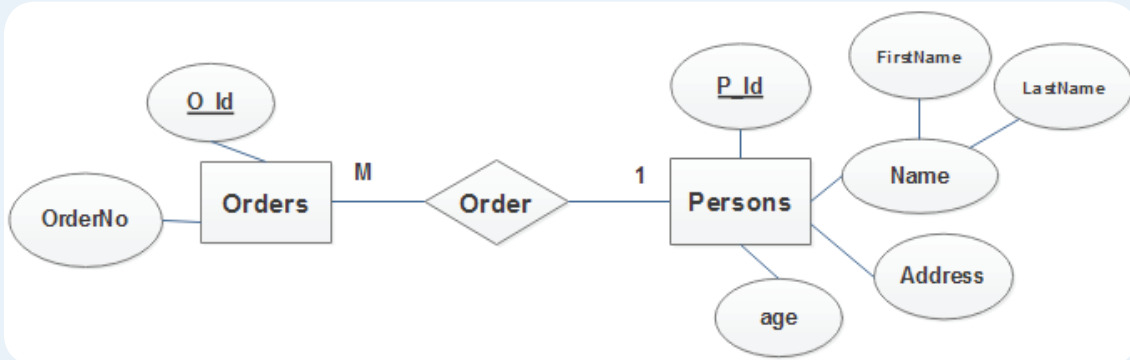 FirstName
LastName
P_Id
O_Id
M
1
Name
Orders
Order
Persons
OrderNo
Address
age